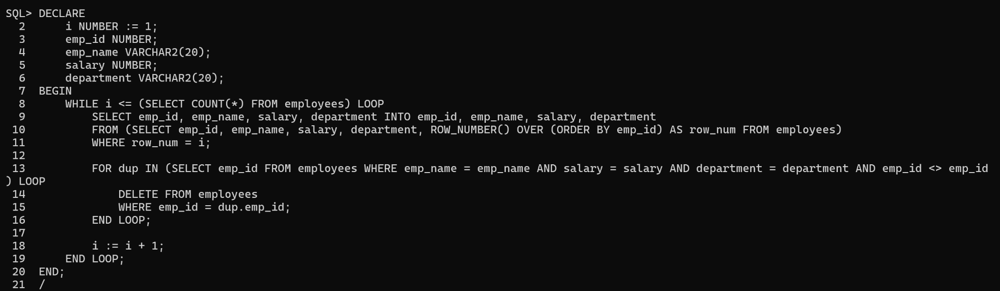 SQL> DECLARE
  2      i NUMBER := 1;
  3      emp_id NUMBER;
  4      emp_name VARCHAR2(20);
  5      salary NUMBER;
  6      department VARCHAR2(20);
  7  BEGIN
  8      WHILE i <= (SELECT COUNT(*) FROM employees) LOOP
  9          SELECT emp_id, emp_name, salary, department INTO emp_id, emp_name, salary, department
 10          FROM (SELECT emp_id, emp_name, salary, department, ROW_NUMBER() OVER (ORDER BY emp_id) AS row_num FROM employees)
 11          WHERE row_num = i;
 12
 13          FOR dup IN (SELECT emp_id FROM employees WHERE emp_name = emp_name AND salary = salary AND department = department AND emp_id <> emp_id
) LOOP
 14              DELETE FROM employees
 15              WHERE emp_id = dup.emp_id;
 16          END LOOP;
 17
 18          i := i + 1;
 19      END LOOP;
 20  END;
 21  /